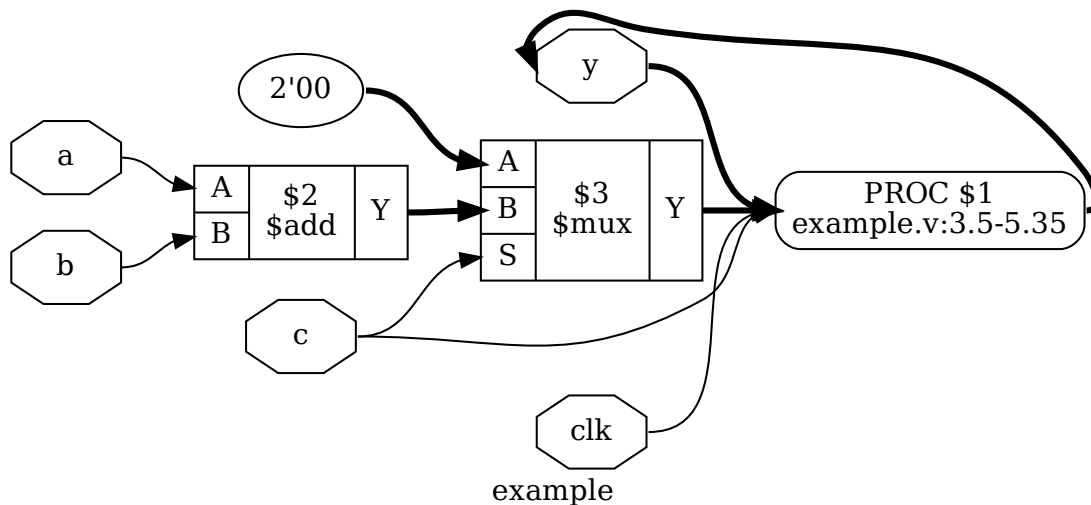 y
2'00
a
A
B
$2
$add
Y
A
B
S
$3
$mux
Y
PROC $1
example.v:3.5-5.35
b
c
clk
example